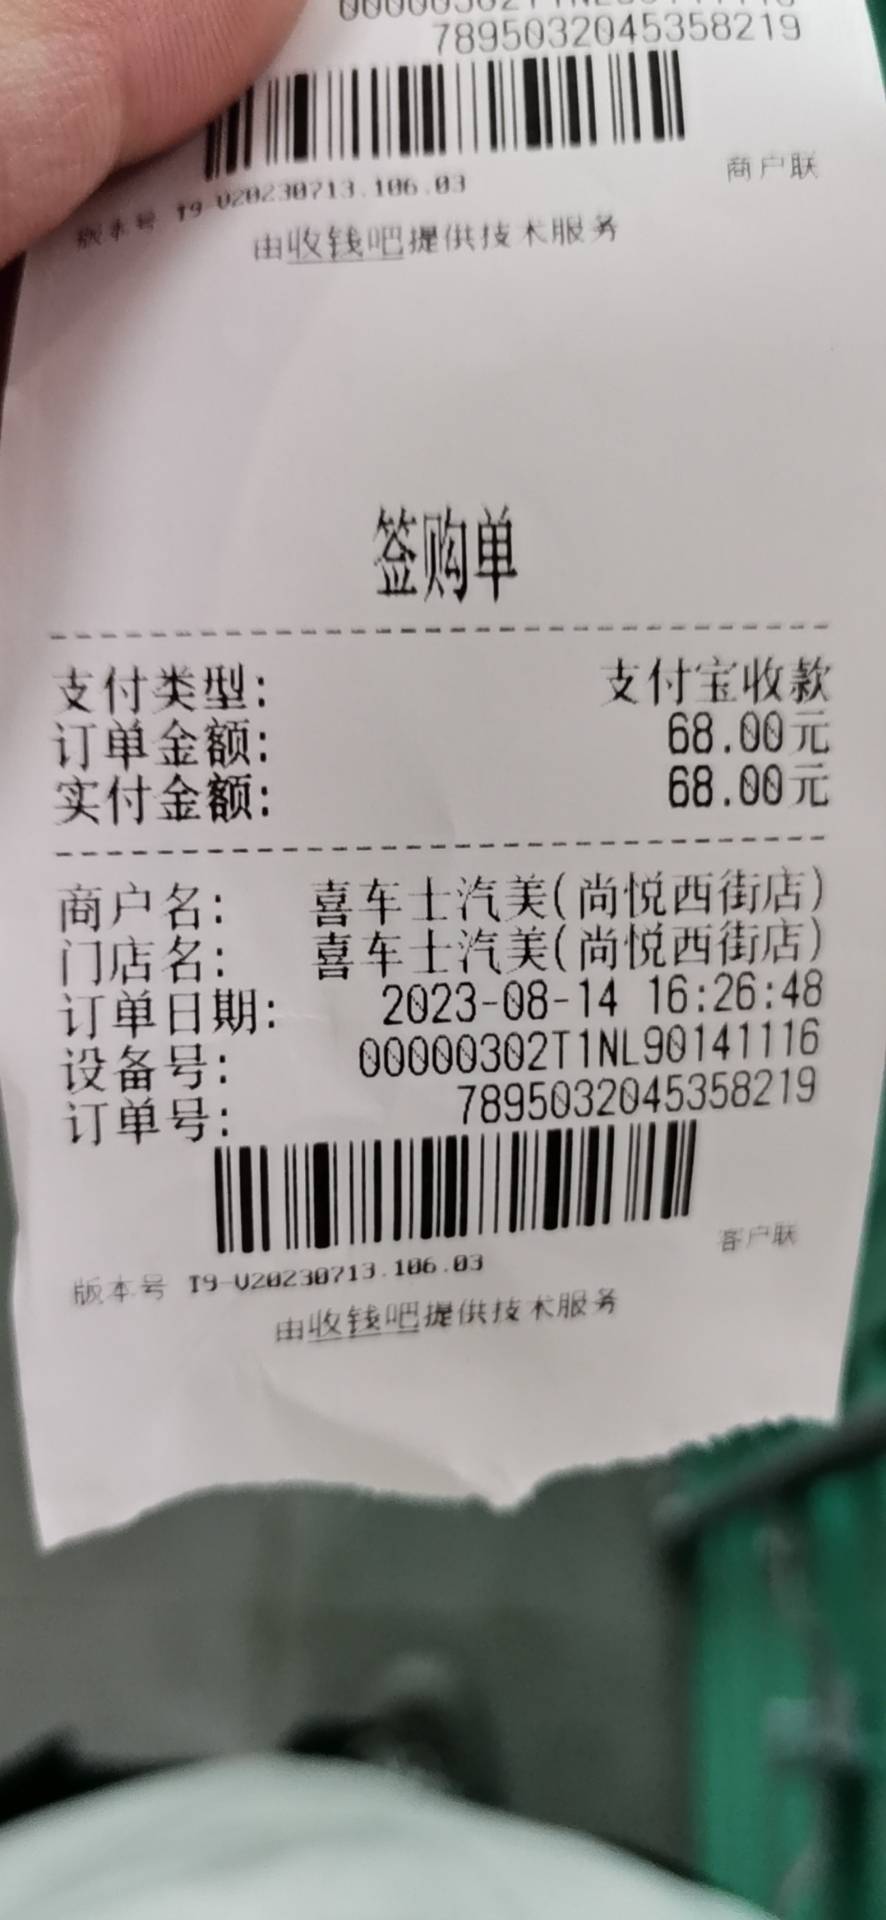 7895032045358219
商户联
版本号 T9-V20230713.106.03
由收钱吧提供技术服务
签购单
支付类型: 支付宝收款
订单金额: 68.00元
实付金额: 68.00元
商户名: 喜车士汽美(尚悦西街店)
门店名: 喜车士汽美(尚悦西街店)
订单日期: 2023-08-14 16:26:48
设备号: 00000302T1NL90141116
订单号: 7895032045358219
客户联
版本号 T9-V20230713.106.03
由收钱吧提供技术服务